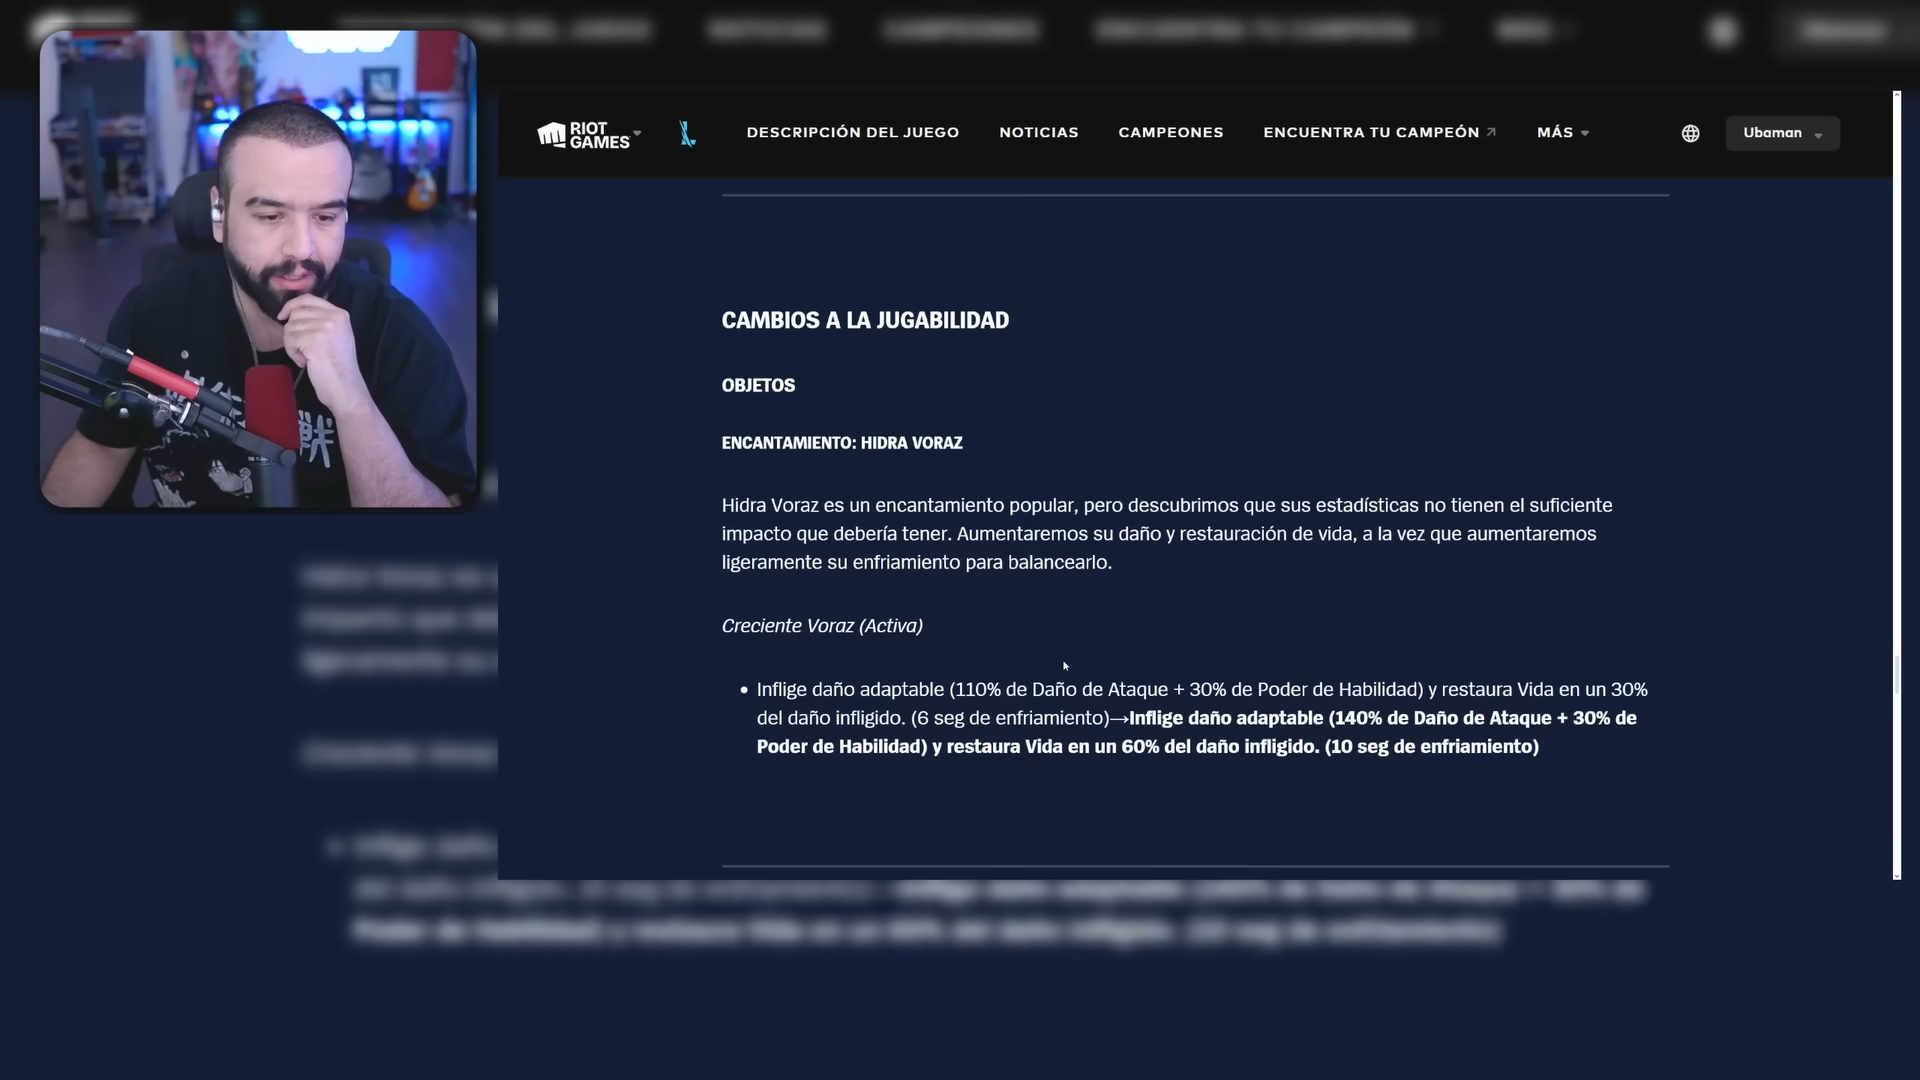 RIOT
GAMES
DESCRIPCIÓN DEL JUEGO
NOTICIAS
CAMPEONES
ENCUENTRA TU CAMPEÓN
MÁS
Ubaman
CAMBIOS A LA JUGABILIDAD
OBJETOS
ENCANTAMIENTO: HIDRA VORAZ
Hidra Voraz es un encantamiento popular, pero descubrimos que sus estadísticas no tienen el suficiente
impacto que debería tener. Aumentaremos su daño y restauración de vida, a la vez que aumentaremos
ligeramente su enfriamiento para balancearlo.
Creciente Voraz (Activa)
• Inflige daño adaptable (110% de Daño de Ataque + 30% de Poder de Habilidad) y restaura Vida en un 30%
del daño infligido. (6 seg de enfriamiento)→Inflige daño adaptable (140% de Daño de Ataque + 30% de
Poder de Habilidad) y restaura Vida en un 60% del daño infligido. (10 seg de enfriamiento)